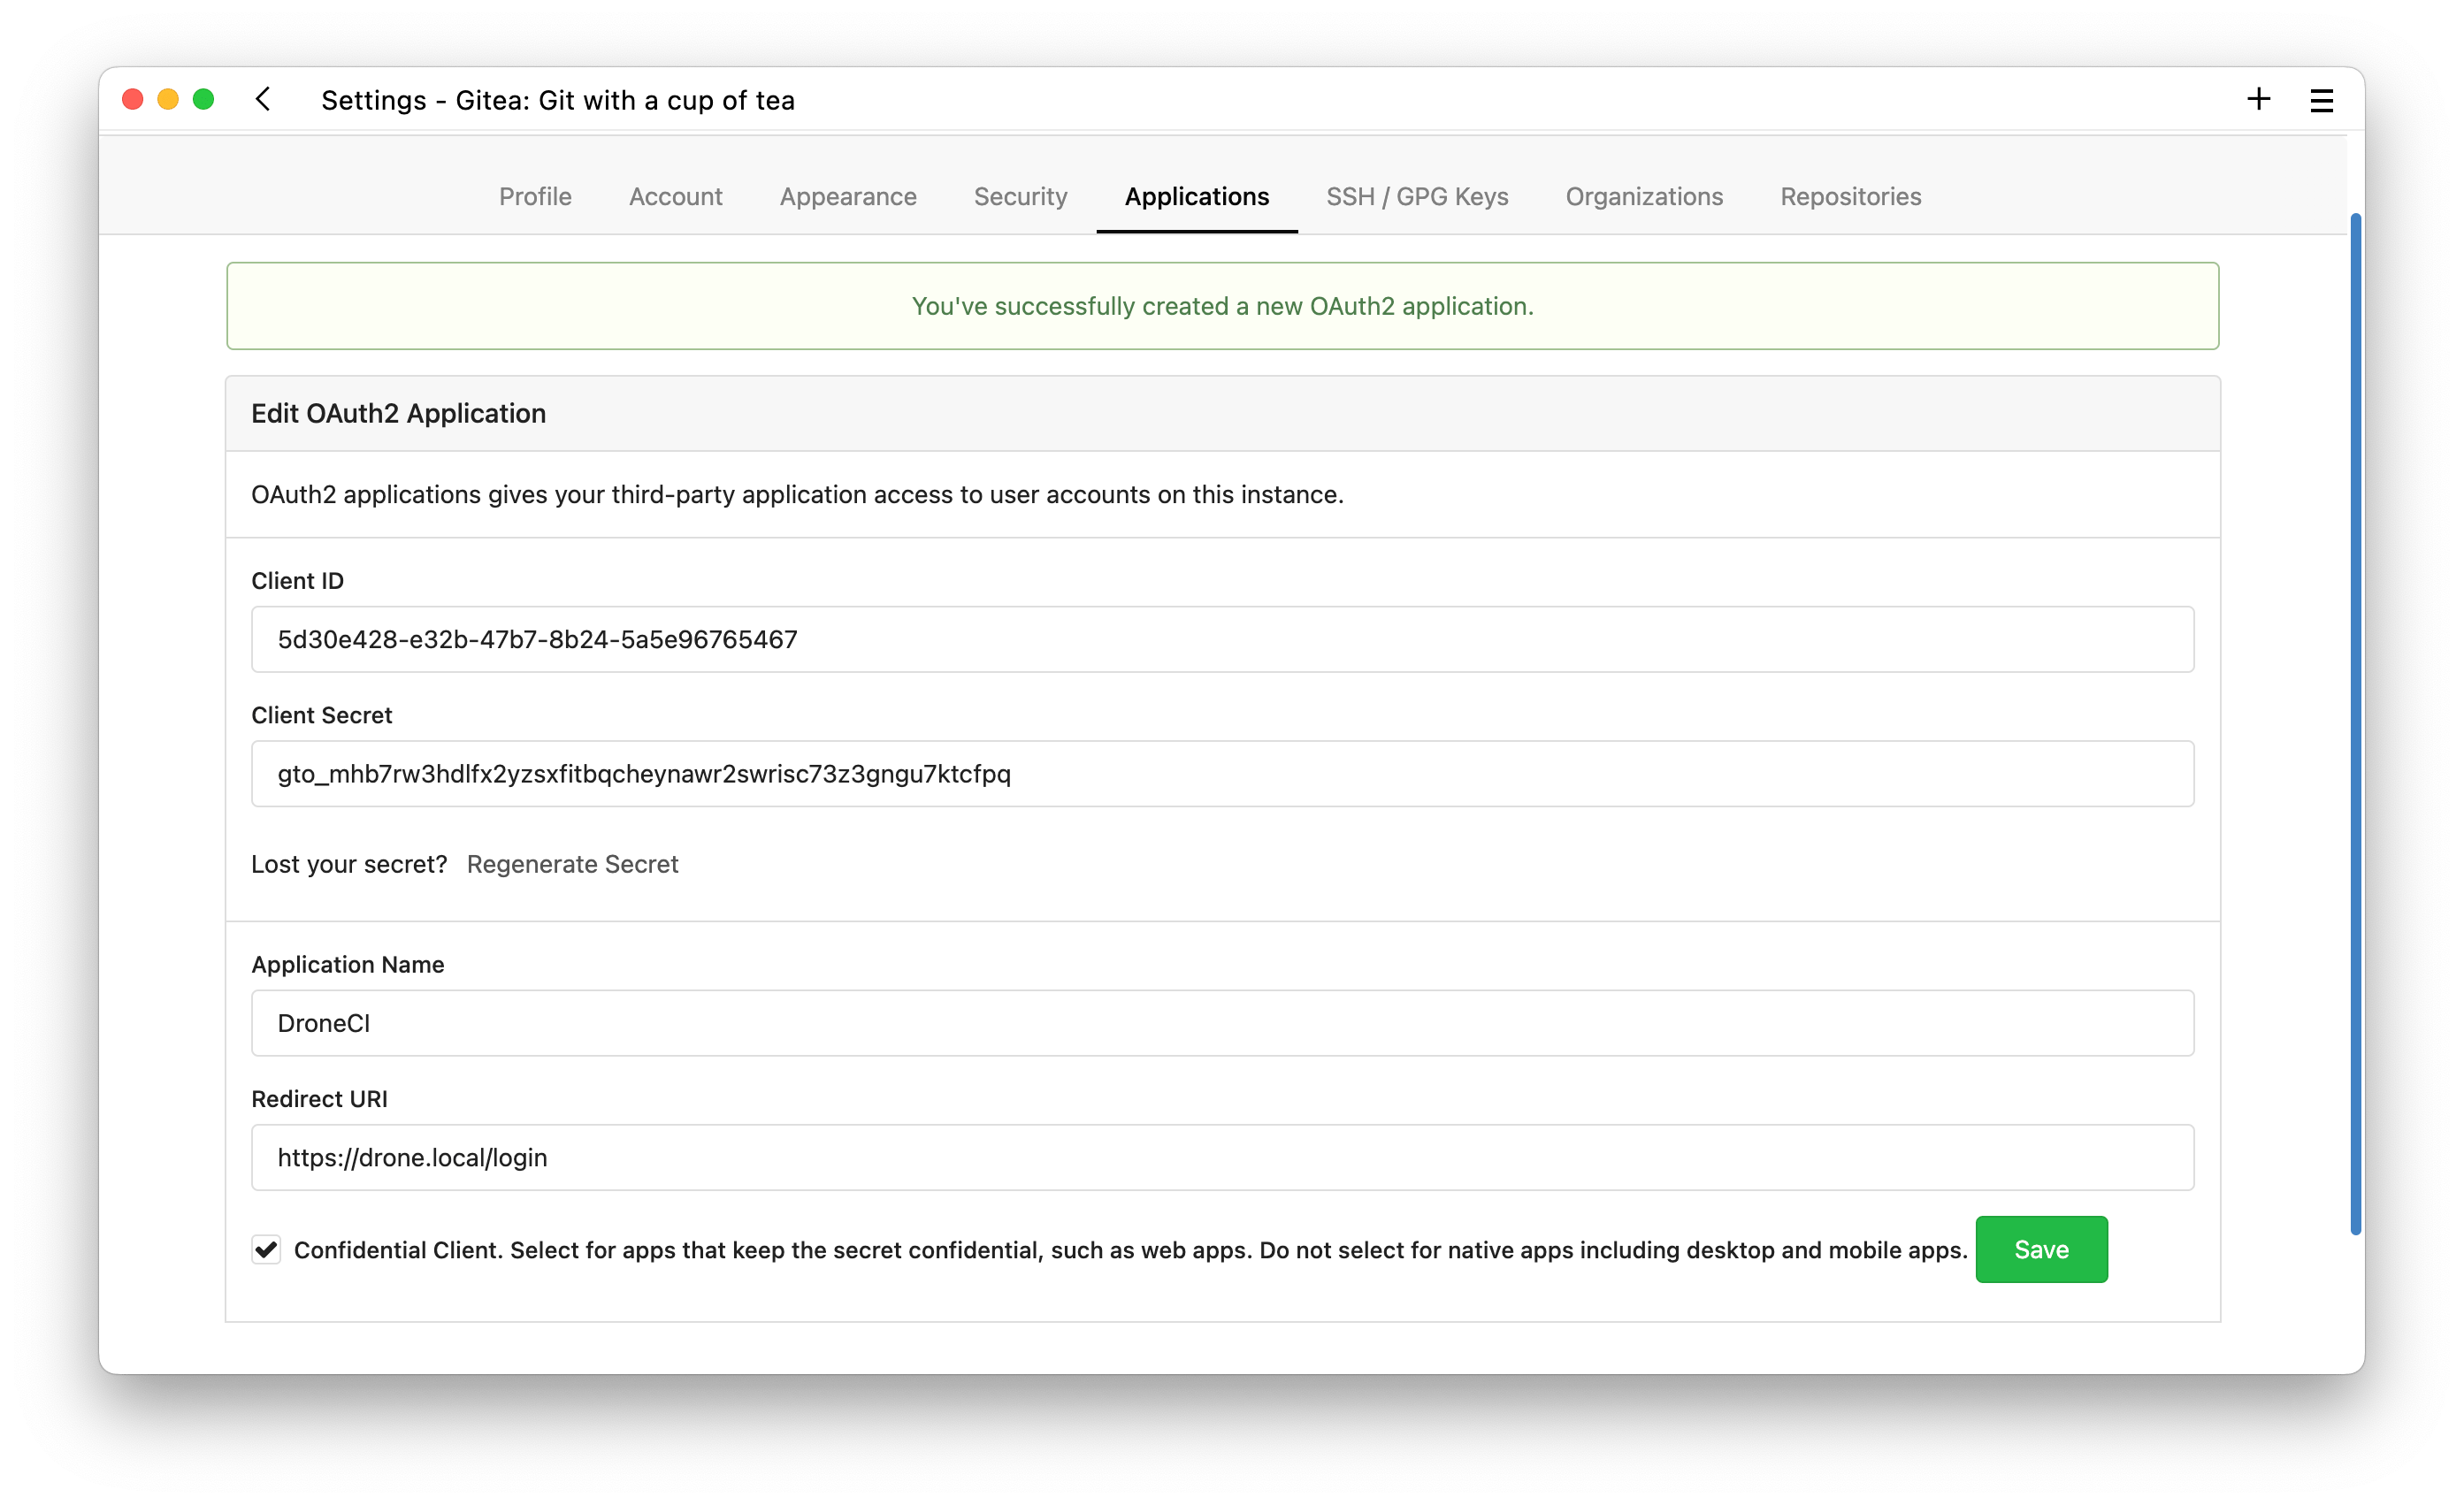 Settings - Gitea: Git with a cup of tea
Profile Account Appearance Security Applications SSH / GPG Keys Organizations Repositories
You've successfully created a new OAuth2 application.
Edit OAuth2 Application
OAuth2 applications gives your third-party application access to user accounts on this instance.
Client ID
5d30e428-e32b-47b7-8b24-5a5e96765467
Client Secret
gto_mhb7rw3hdlfx2yzsxfitbqcheynawr2swrisc73z3gngu7ktcfpq
Lost your secret? Regenerate Secret
Application Name
DroneCI
Redirect URI
https://drone.local/login
Confidential Client. Select for apps that keep the secret confidential, such as web apps. Do not select for native apps including desktop and mobile apps. Save